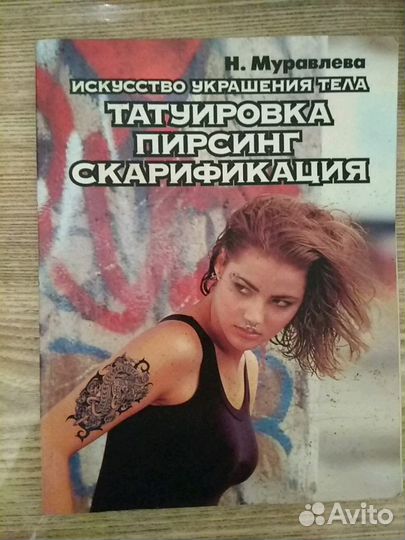 Н. Муравлева
ИСКУССТВО УКРАШЕНИЯ ТЕЛА
ТАТУИРОВКА
ПИРСИНГ
СКАРИФИКАЦИЯ
Avito